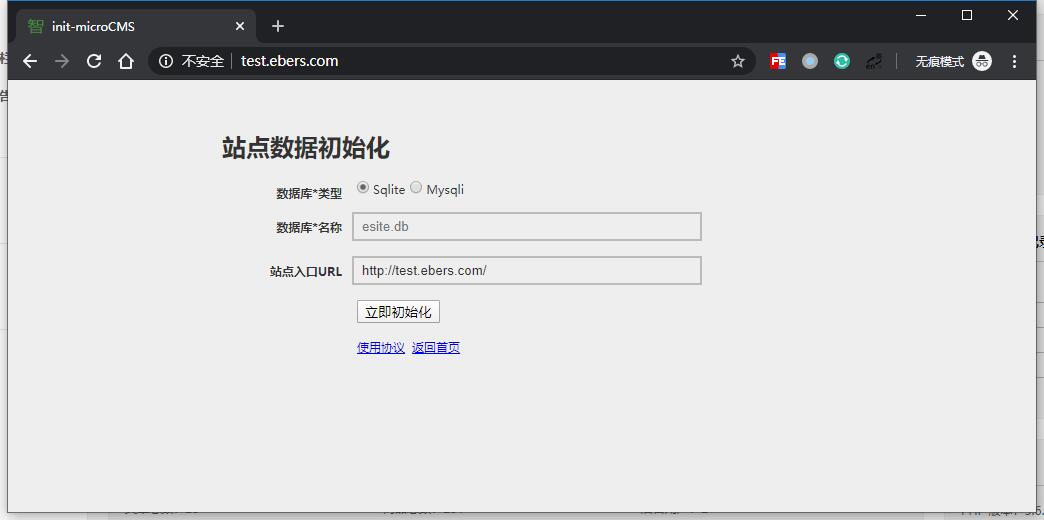 智 init-microCMS
不安全 test.ebers.com
FE
无痕模式
站点数据初始化
数据库*类型 Sqlite Mysqli
数据库*名称 esite.db
站点入口URL http://test.ebers.com/
立即初始化
使用协议 返回首页
告